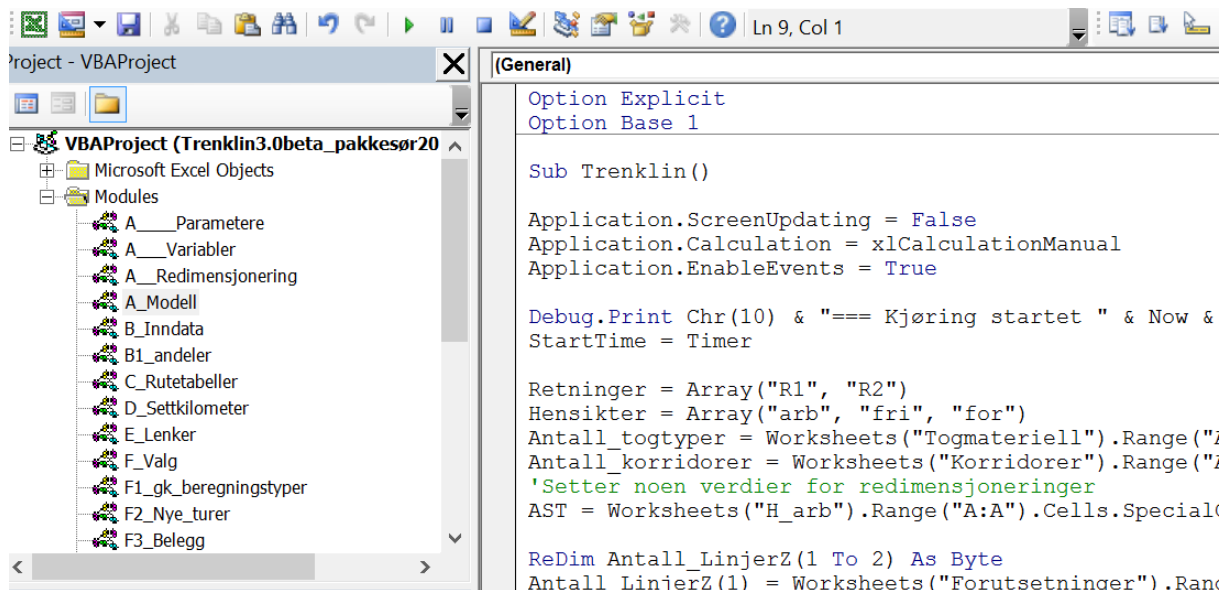 Ln 9, Col 1
Project - VBAProject
VBAProject (Trenklin3.0beta_pakkesør20
Microsoft Excel Objects
Modules
A____Parametere
A___Variabler
A__Redimensjonering
A_Modell
B_Inndata
B1_andeler
C_Rutetabeller
D_Settkilometer
E_Lenker
F_Valg
F1_gk_beregningstyper
F2_Nye_turer
F3_Belegg
(General)
Option Explicit
Option Base 1
Sub Trenklin()
Application.ScreenUpdating = False
Application.Calculation = xlCalculationManual
Application.EnableEvents = True
Debug.Print Chr(10) & "=== Kjøring startet " & Now &
StartTime = Timer
Retninger = Array("R1", "R2")
Hensikter = Array("arb", "fri", "for")
Antall_togtyper = Worksheets("Togmateriell").Range("A
Antall_korridorer = Worksheets("Korridorer").Range("A
'Setter noen verdier for redimensjoneringer
AST = Worksheets("H_arb").Range("A:A").Cells.SpecialC
ReDim Antall_LinjerZ(1 To 2) As Byte
Antall_LinjerZ(1) = Worksheets("Forutsetninger").Rang